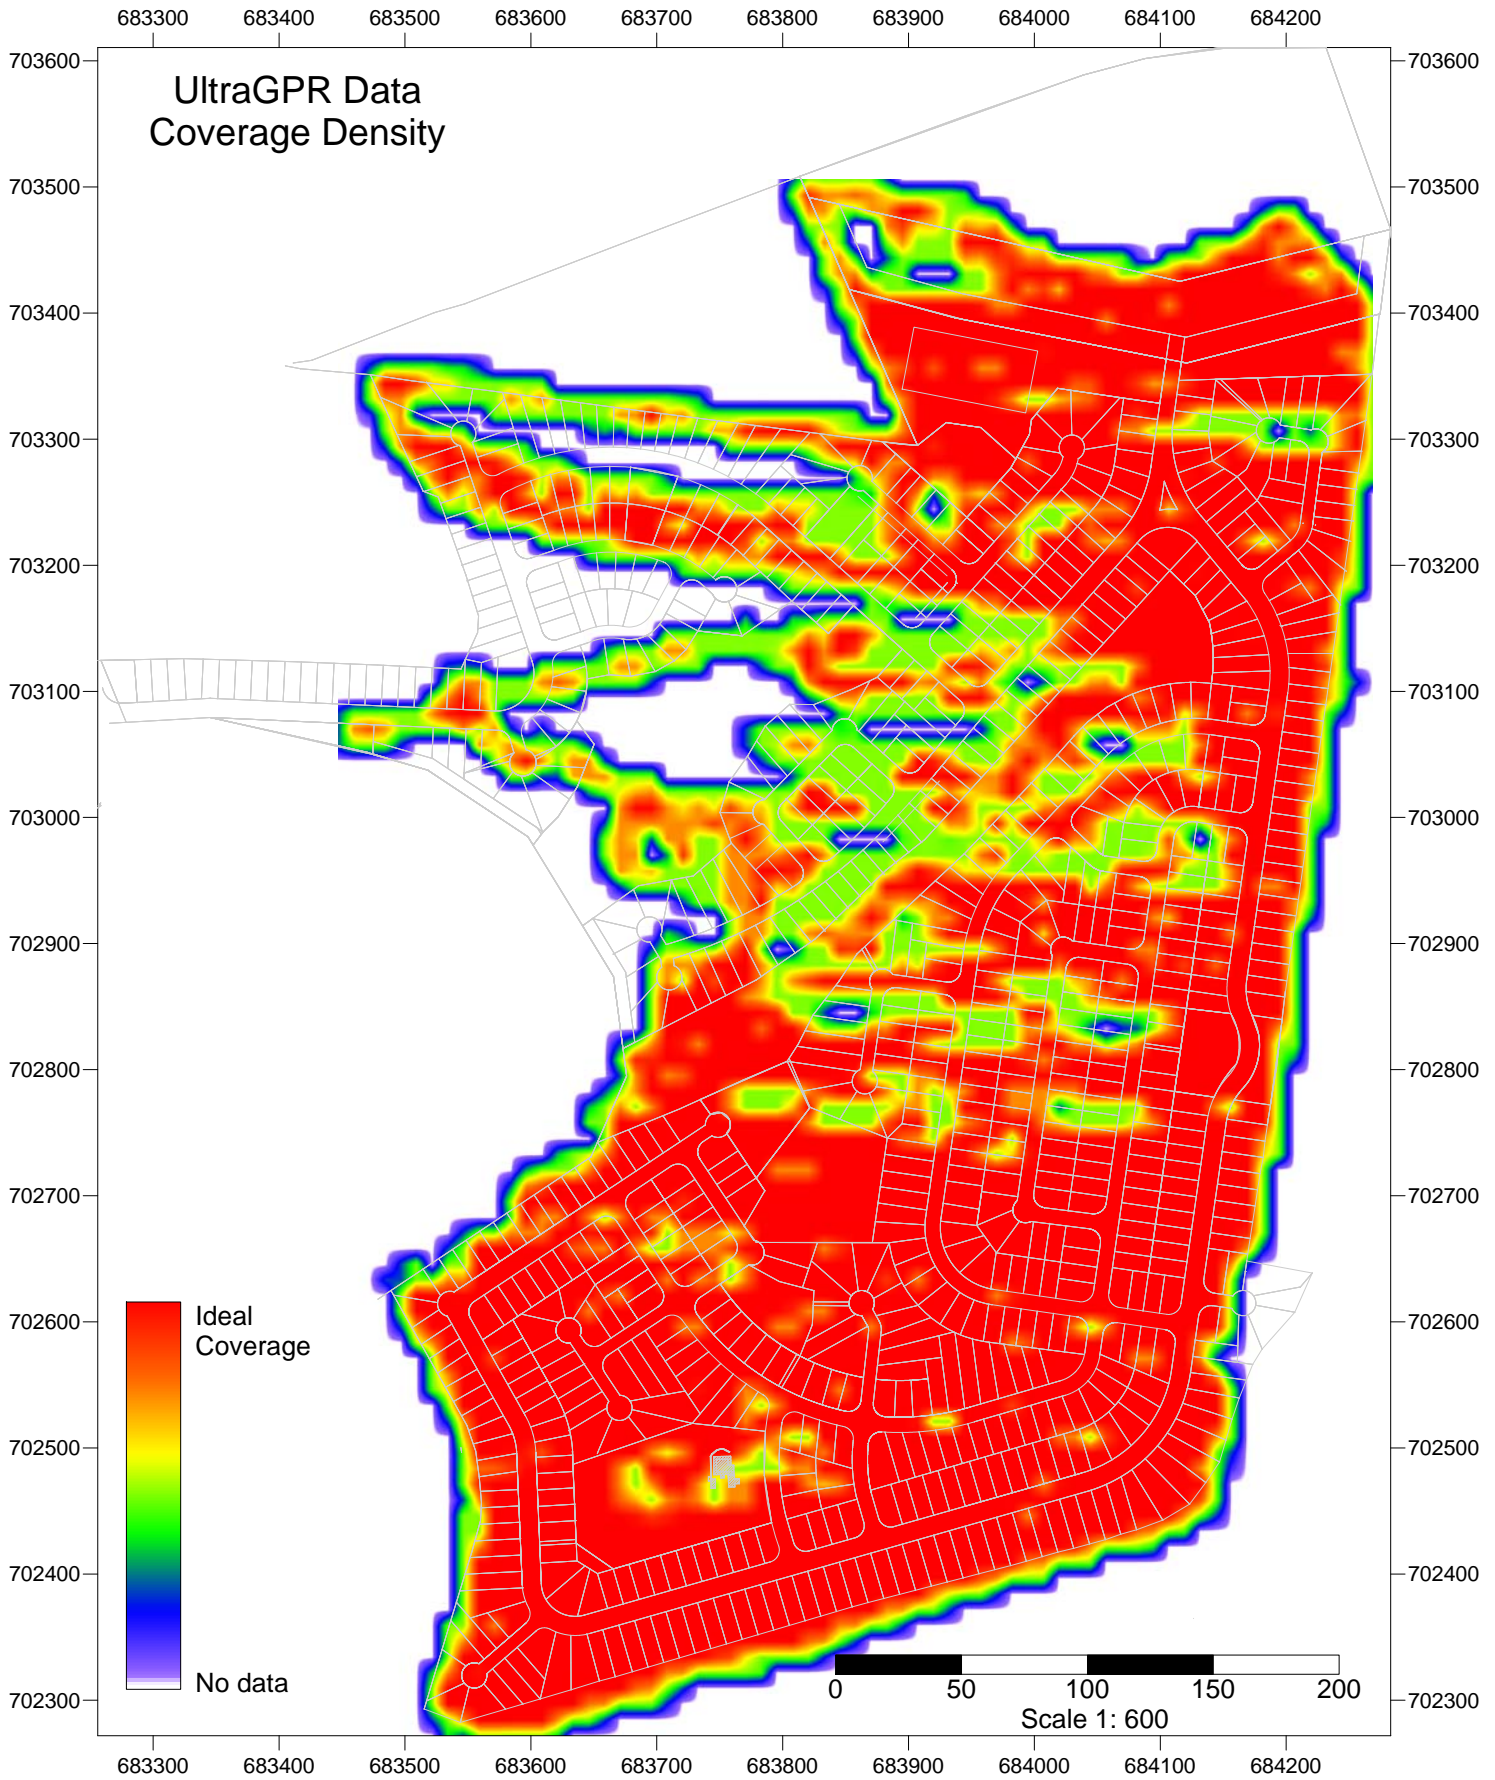 683300 683400 683500 683600 683700 683800 683900 684000 684100 684200
UltraGPR Data
Coverage Density
703600 703600
703500 703500
703400 703400
703300 703300
703200 703200
703100 703100
703000 703000
702900 702900
702800 702800
702700 702700
702600 702600
702500 702500
702400 702400
702300 702300
Ideal
Coverage
No data
0 50 100 150 200
Scale 1: 600
683300 683400 683500 683600 683700 683800 683900 684000 684100 684200